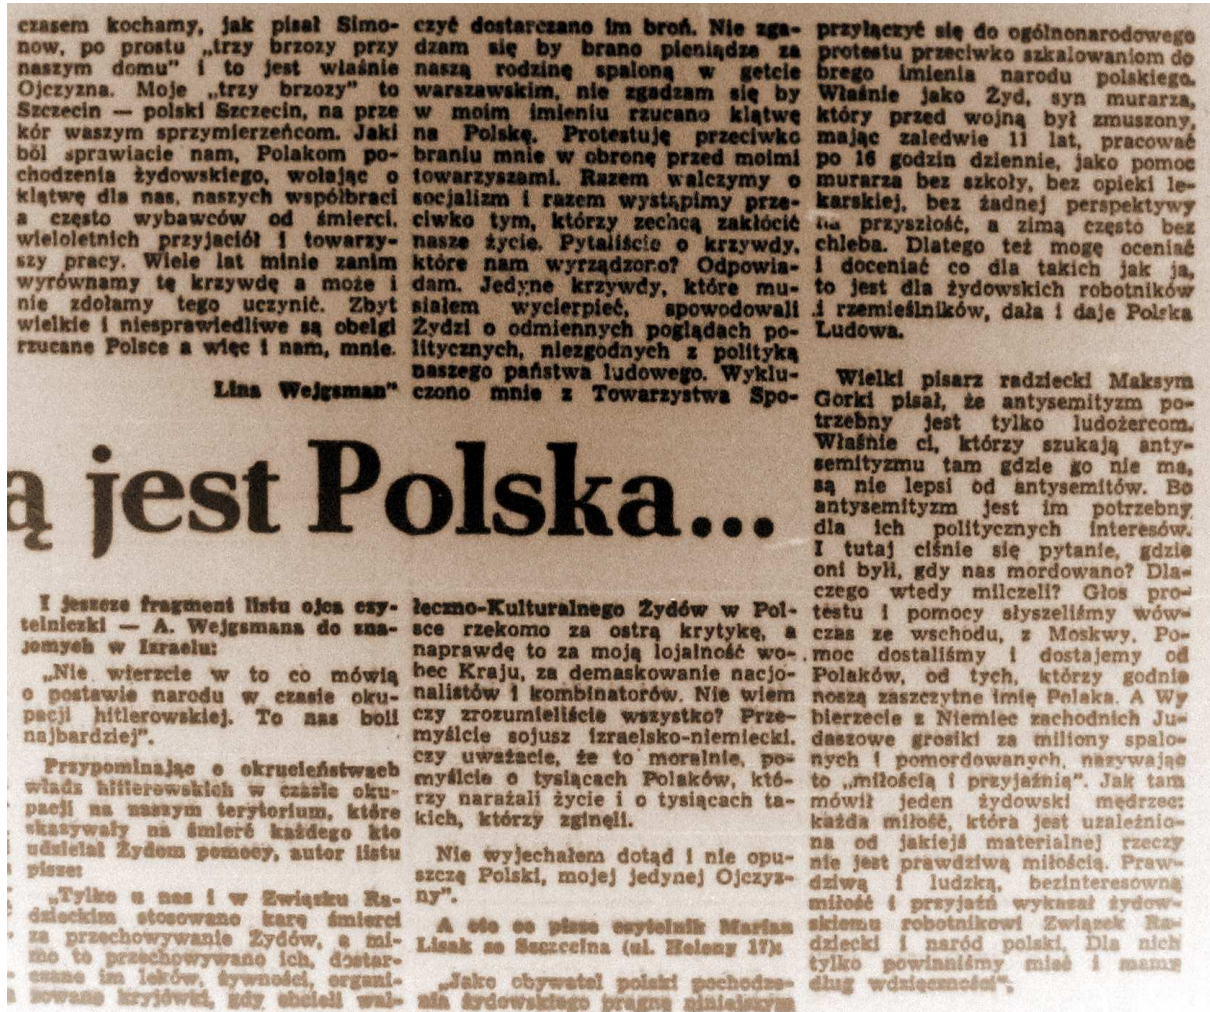 czasem kochamy, jak pisał Simo-
now, po prostu „trzy brzozy przy
naszym domu" i to jest właśnie
Ojczyzna. Moje „trzy brzozy" to
Szczecin — polski Szczecin, na prze
kór waszym sprzymierzeńcom. Jaki
ból sprawiacie nam, Polakom po-
chodzenia żydowskiego, wołając o
klątwę dla nas, naszych współbraci
a często wybawców od śmierci,
wieloletnich przyjaciół i towarzy-
szy pracy. Wiele lat minie zanim
wyrównamy tę krzywdę a może i
nie zdołamy tego uczynić. Zbyt
wielkie i niesprawiedliwe są obelgi
rzucane Polsce a więc i nam, mnie.
Lina Wejgsman"
ą jest Polska...
I jeszcze fragment listu ojca czy-
telniczki — A. Wejgsmana do zna-
jomych w Izraelu:
„Nie wierzcie w to co mówią
o postawie narodu w czasie oku-
pacji hitlerowskiej. To nas boli
najbardziej".
Przypominając o okrucieństwach
władz hitlerowskich w czasie oku-
pacji na naszym terytorium, które
skazywały na śmierć każdego kto
udzielał Żydom pomocy, autor listu
pisze:
„Tylko u nas i w Związku Ra-
dzieckim stosowano karę śmierci
za przechowywanie Żydów, a mi-
mo to przechowywano ich, dostar-
czano im leków, żywności, organi-
zowano kryjówki, gdy chcieli wal-
czyć dostarczano im broń. Nie zga-
dzam się by brano pieniądze za
naszą rodzinę spaloną w getcie
warszawskim, nie zgadzam się by
w moim imieniu rzucano klątwę
na Polskę. Protestuję przeciwko
braniu mnie w obronę przed moimi
towarzyszami. Razem walczymy o
socjalizm i razem wystąpimy prze-
ciwko tym, którzy zechcą zakłócić
nasze życie. Pytaliście o krzywdy,
które nam wyrządzono? Odpowia-
dam. Jedyne krzywdy, które mu-
siałem wycierpieć, spowodowali
Żydzi o odmiennych poglądach po-
litycznych, niezgodnych z polityką
naszego państwa ludowego. Wyklu-
czono mnie z Towarzystwa Spo-
łeczno-Kulturalnego Żydów w Pol-
sce rzekomo za ostrą krytykę, a
naprawdę to za moją lojalność wo-
bec Kraju, za demaskowanie nacjo-
nalistów i kombinatorów. Nie wiem
czy zrozumieliście wszystko? Prze-
myślcie sojusz izraelsko-niemiecki,
czy uważacie, że to moralnie, po-
myślcie o tysiącach Polaków, któ-
rzy narażali życie i o tysiącach ta-
kich, którzy zginęli.
Nie wyjechałem dotąd i nie opu-
szczę Polski, mojej jedynej Ojczyz-
ny".
A oto co pisze czytelnik Marian
Lisak ze Szczecina (ul. Heleny 17):
„Jako obywatel polski pochodze-
nia żydowskiego pragnę niniejszym
przyłączyć się do ogólnonarodowego
protestu przeciwko szkalowaniom do
brego imienia narodu polskiego.
Właśnie jako Żyd, syn murarza,
który przed wojną był zmuszony,
mając zaledwie 11 lat, pracować
po 16 godzin dziennie, jako pomoc
murarza bez szkoły, bez opieki le-
karskiej, bez żadnej perspektywy
na przyszłość, a zimą często bez
chleba. Dlatego też mogę oceniać
i doceniać co dla takich jak ja,
to jest dla żydowskich robotników
i rzemieślników, dała i daje Polska
Ludowa.
Wielki pisarz radziecki Maksym
Gorki pisał, że antysemityzm po-
trzebny jest tylko ludożercom.
Właśnie ci, którzy szukają anty-
semityzmu tam gdzie go nie ma,
są nie lepsi od antysemitów. Bo
antysemityzm jest im potrzebny
dla ich politycznych interesów.
I tutaj ciśnie się pytanie, gdzie
oni byli, gdy nas mordowano? Dla-
czego wtedy milczeli? Głos pro-
testu i pomocy słyszeliśmy wów-
czas ze wschodu, z Moskwy. Po-
moc dostaliśmy i dostajemy od
Polaków, od tych, którzy godnie
noszą zaszczytne imię Polaka. A Wy
bierzecie z Niemiec zachodnich Ju-
daszowe grosiki za miliony spalo-
nych i pomordowanych, nazywając
to „miłością i przyjaźnią". Jak tam
mówił jeden żydowski mędrzec:
każda miłość, która jest uzależnio-
na od jakiejś materialnej rzeczy
nie jest prawdziwą miłością. Praw-
dziwą i ludzką, bezinteresowną
miłość i przyjaźń wykazał żydow-
skiemu robotnikowi Związek Ra-
dziecki i naród polski. Dla nich
tylko powinniśmy mieć i mamy
dług wdzięczności".